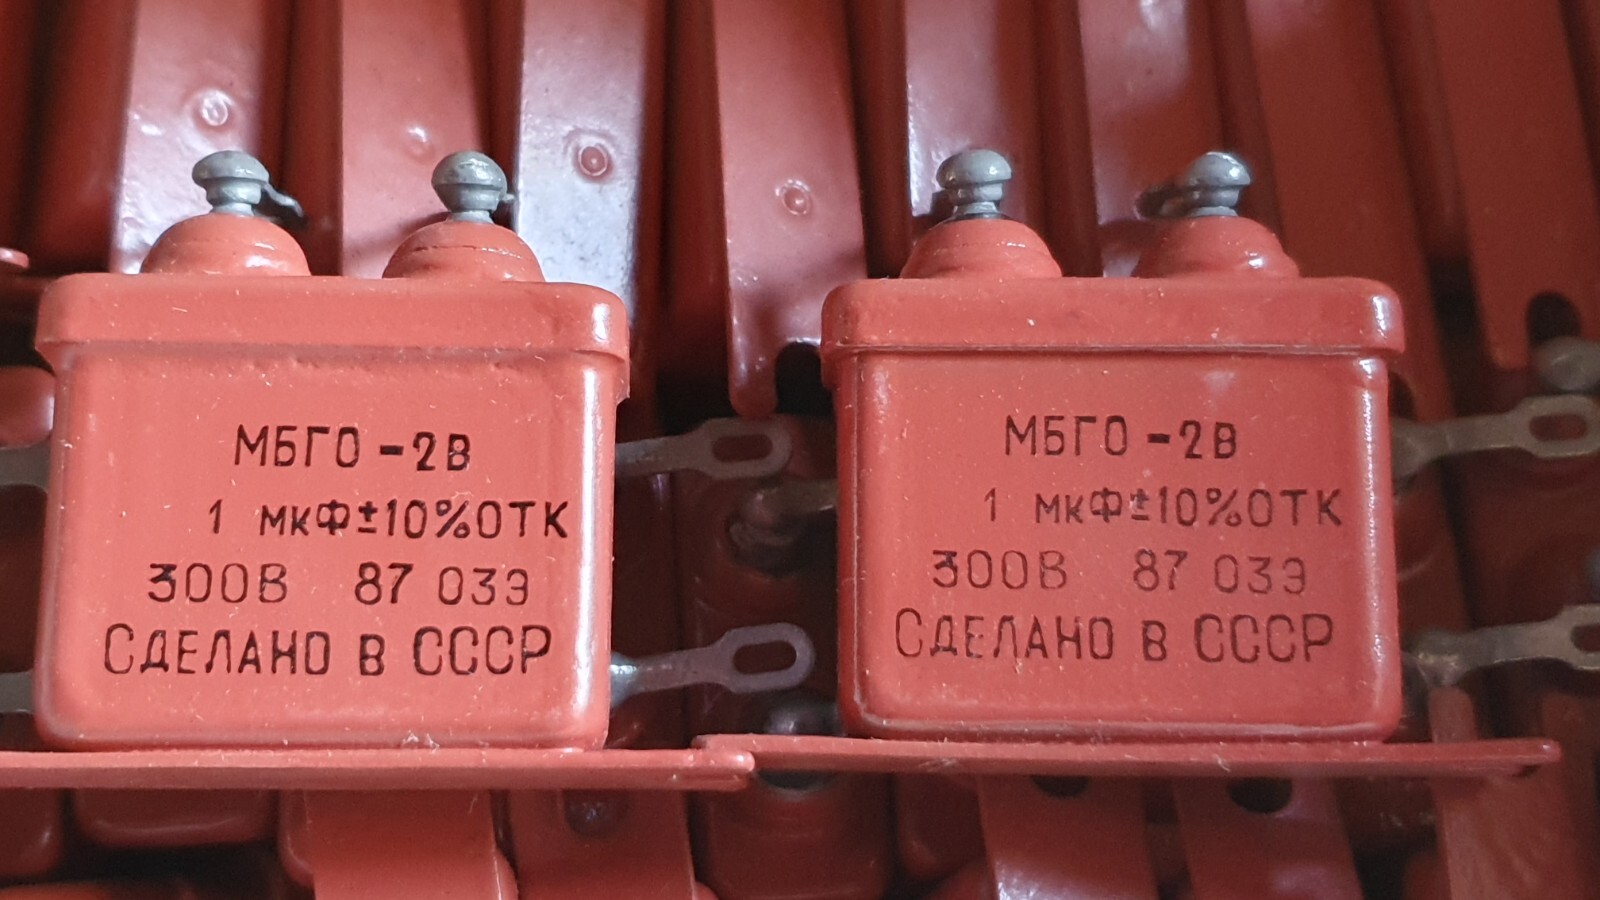 МБГО-2В
1 мкФ±10%ОТК
300В 87 03Э
СДЕЛАНО В СССР
МБГО-2В
1 мкФ±10%ОТК
300В 87 03Э
СДЕЛАНО В СССР